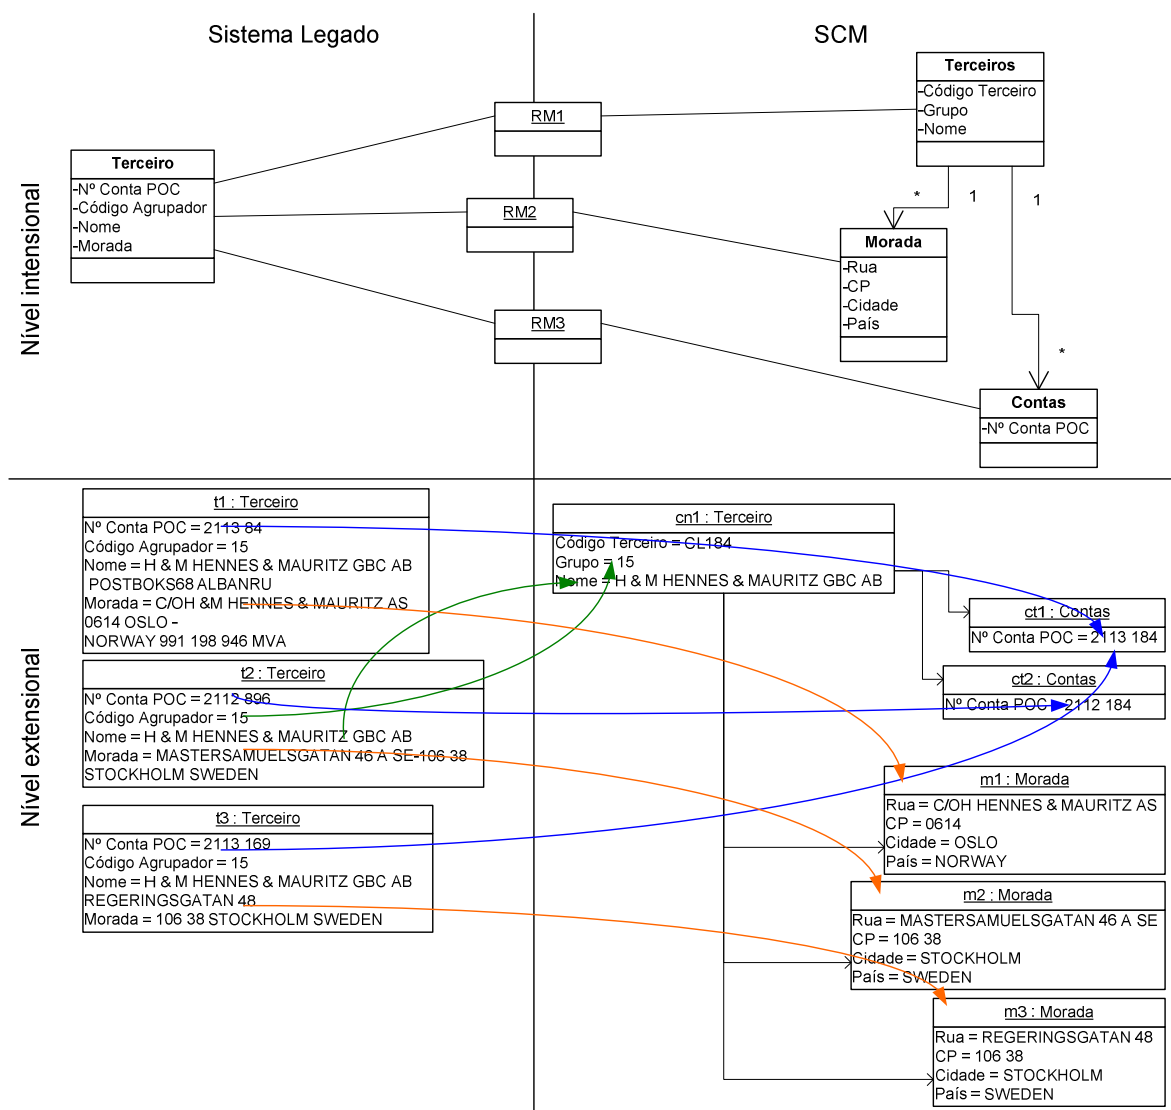 Sistema Legado
SCM
Nível intensional
Terceiro
-Nº Conta POC
-Código Agrupador
-Nome
-Morada
RM1
RM2
RM3
Terceiros
-Código Terceiro
-Grupo
-Nome
*
1
1
*
Morada
-Rua
-CP
-Cidade
-País
Contas
-Nº Conta POC
Nível extensional
t1 : Terceiro
Nº Conta POC = 2113 84
Código Agrupador = 15
Nome = H & M HENNES & MAURITZ GBC AB
POSTBOKS68 ALBANRU
Morada = C/OH &M HENNES & MAURITZ AS
0614 OSLO -
NORWAY 991 198 946 MVA
t2 : Terceiro
Nº Conta POC = 2112 896
Código Agrupador = 15
Nome = H & M HENNES & MAURITZ GBC AB
Morada = MASTERSAMUELSGATAN 46 A SE-106 38
STOCKHOLM SWEDEN
t3 : Terceiro
Nº Conta POC = 2113 169
Código Agrupador = 15
Nome = H & M HENNES & MAURITZ GBC AB
REGERINGSGATAN 48
Morada = 106 38 STOCKHOLM SWEDEN
cn1 : Terceiro
Código Terceiro = CL184
Grupo = 15
Nome = H & M HENNES & MAURITZ GBC AB
ct1 : Contas
Nº Conta POC = 2113 184
ct2 : Contas
Nº Conta POC = 2112 184
m1 : Morada
Rua = C/OH HENNES & MAURITZ AS
CP = 0614
Cidade = OSLO
País = NORWAY
m2 : Morada
Rua = MASTERSAMUELSGATAN 46 A SE
CP = 106 38
Cidade = STOCKHOLM
País = SWEDEN
m3 : Morada
Rua = REGERINGSGATAN 48
CP = 106 38
Cidade = STOCKHOLM
País = SWEDEN